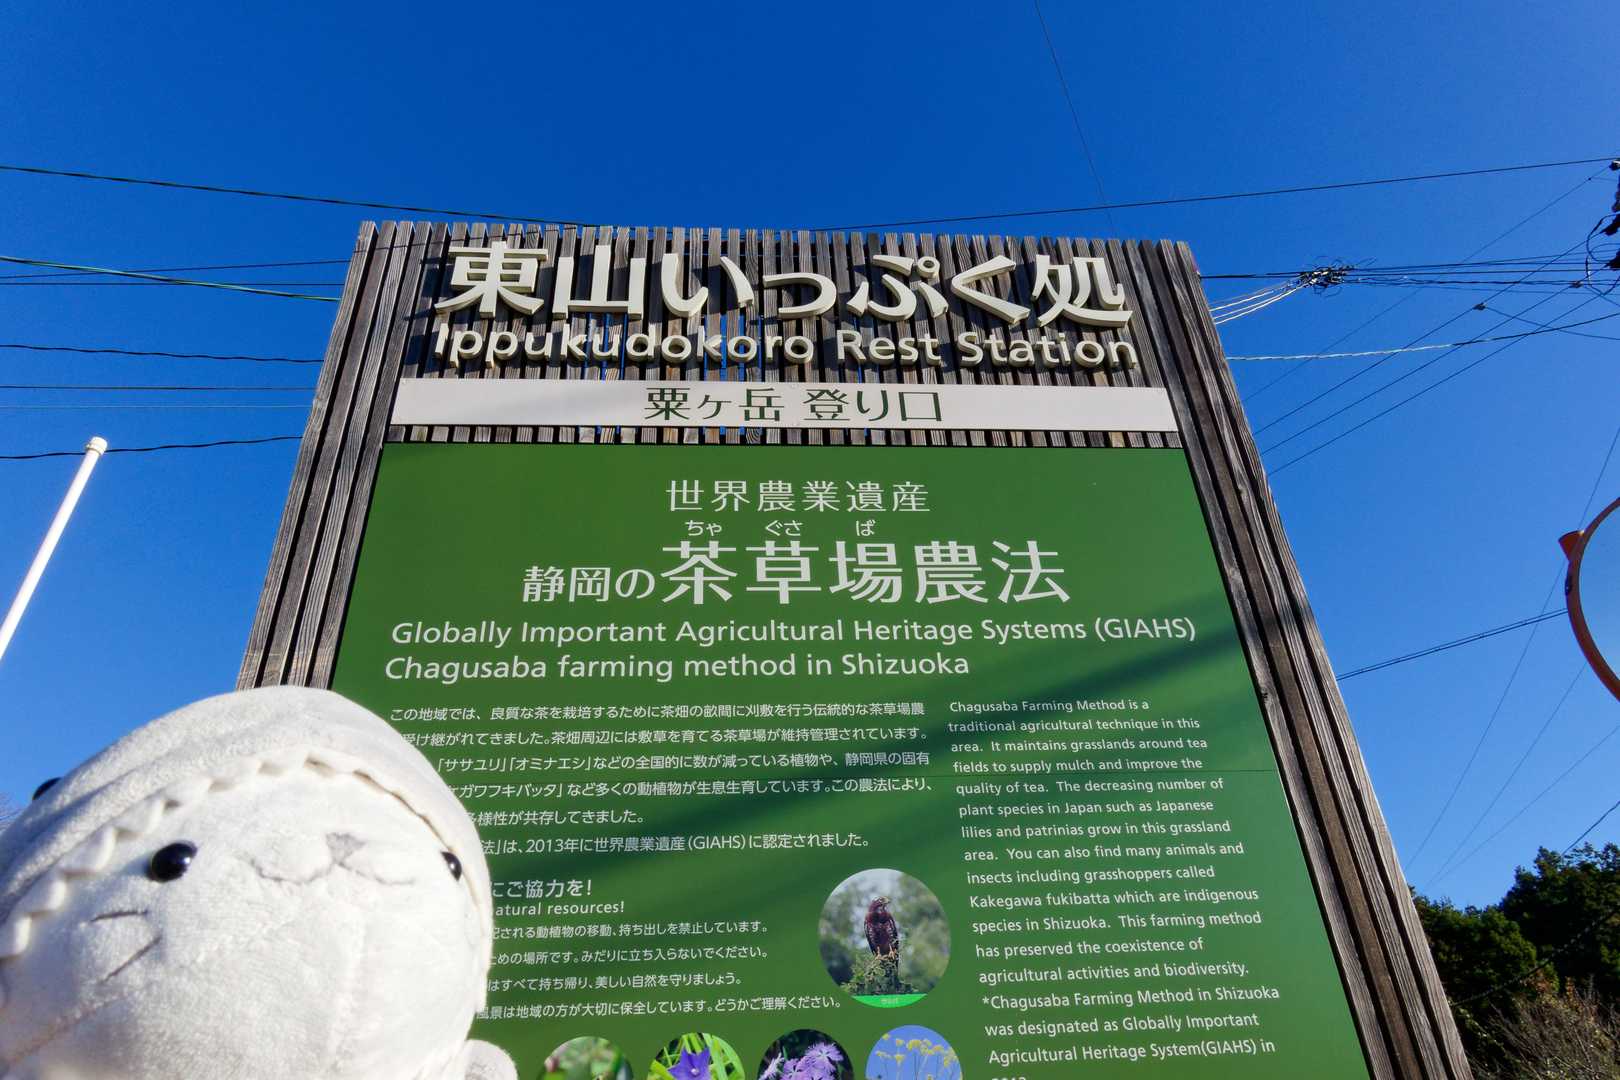 東山いっぷく処
Ippukudokoro Rest Station
粟ヶ岳 登り口
世界農業遺産
ちゃ ぐさ ば
静岡の茶草場農法
Globally Important Agricultural Heritage Systems (GIAHS)
Chagusaba farming method in Shizuoka
この地域では、良質な茶を栽培するために茶畑の畝間に刈敷を行う伝統的な茶草場農
受け継がれてきました。茶畑周辺には敷草を育てる茶草場が維持管理されています。
「ササユリ」「オミナエシ」などの全国的に数が減っている植物や、静岡県の固有
ケガワフキバッタ」など多くの動植物が生息生育しています。この農法により、
多様性が共存してきました。
法」は、2013年に世界農業遺産(GIAHS)に認定されました。
にご協力を!
natural resources!
される動植物の移動、持ち出しを禁止しています。
ための場所です。みだりに立ち入らないでください。
はすべて持ち帰り、美しい自然を守りましょう。
風景は地域の方が大切に保全しています。どうかご理解ください。
サシバ
Chagusaba Farming Method is a
traditional agricultural technique in this
area. It maintains grasslands around tea
fields to supply mulch and improve the
quality of tea. The decreasing number of
plant species in Japan such as Japanese
lilies and patrinias grow in this grassland
area. You can also find many animals and
insects including grasshoppers called
Kakegawa fukibatta which are indigenous
species in Shizuoka. This farming method
has preserved the coexistence of
agricultural activities and biodiversity.
*Chagusaba Farming Method in Shizuoka
was designated as Globally Important
Agricultural Heritage System(GIAHS) in